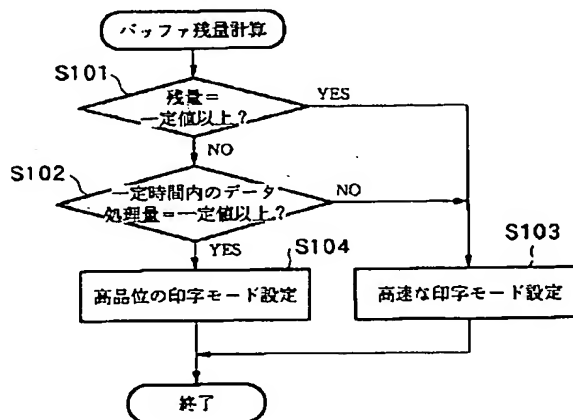 バッファ残量計算
S101
残量=
一定値以上?
YES
NO
S102
一定時間内のデータ
処理量=一定値以上?
NO
YES
S104
S103
高品位の印字モード設定
高速な印字モード設定
終了